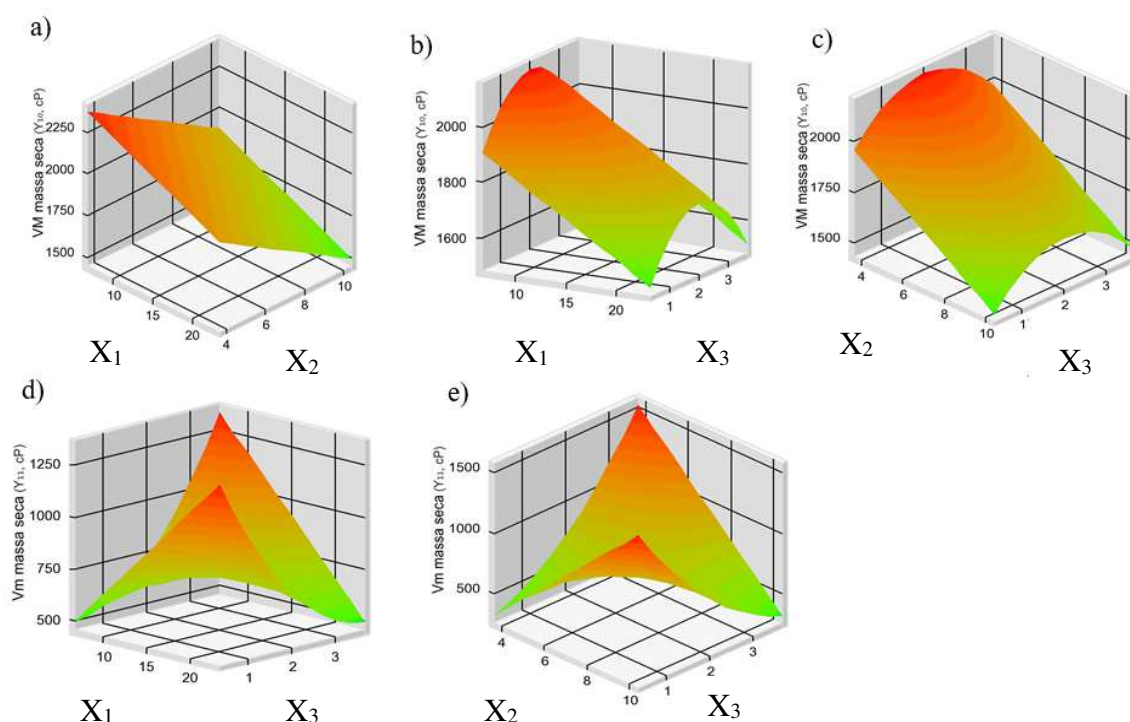 a)
VM massa seca (Y₁₀, cP)
2250
2000
1750
1500
10
15
20
4
6
8
10
X₁
X₂
b)
VM massa seca (Y₁₀, cP)
2000
1800
1600
10
15
20
1
2
3
X₁
X₃
c)
VM massa seca (Y₁₀, cP)
2000
1750
1500
4
6
8
10
1
2
3
X₂
X₃
d)
Vm massa seca (Y₁₁, cP)
1250
1000
750
500
10
15
20
1
2
3
X₁
X₃
e)
Vm massa seca (Y₁₁, cP)
1500
1000
500
4
6
8
10
1
2
3
X₂
X₃